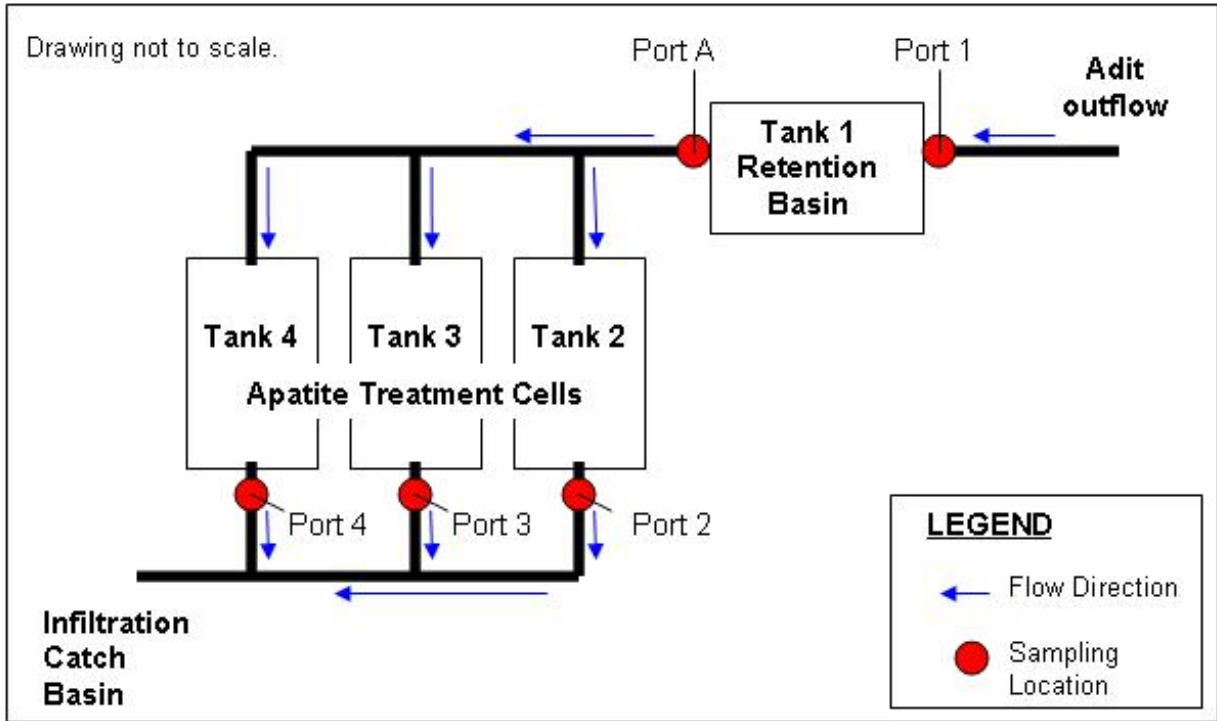 Drawing not to scale.
Port A
Port 1
Adit
outflow
Tank 1
Retention
Basin
Tank 4
Tank 3
Tank 2
Apatite Treatment Cells
Port 4
Port 3
Port 2
Infiltration
Catch
Basin
LEGEND
Flow Direction
Sampling
Location